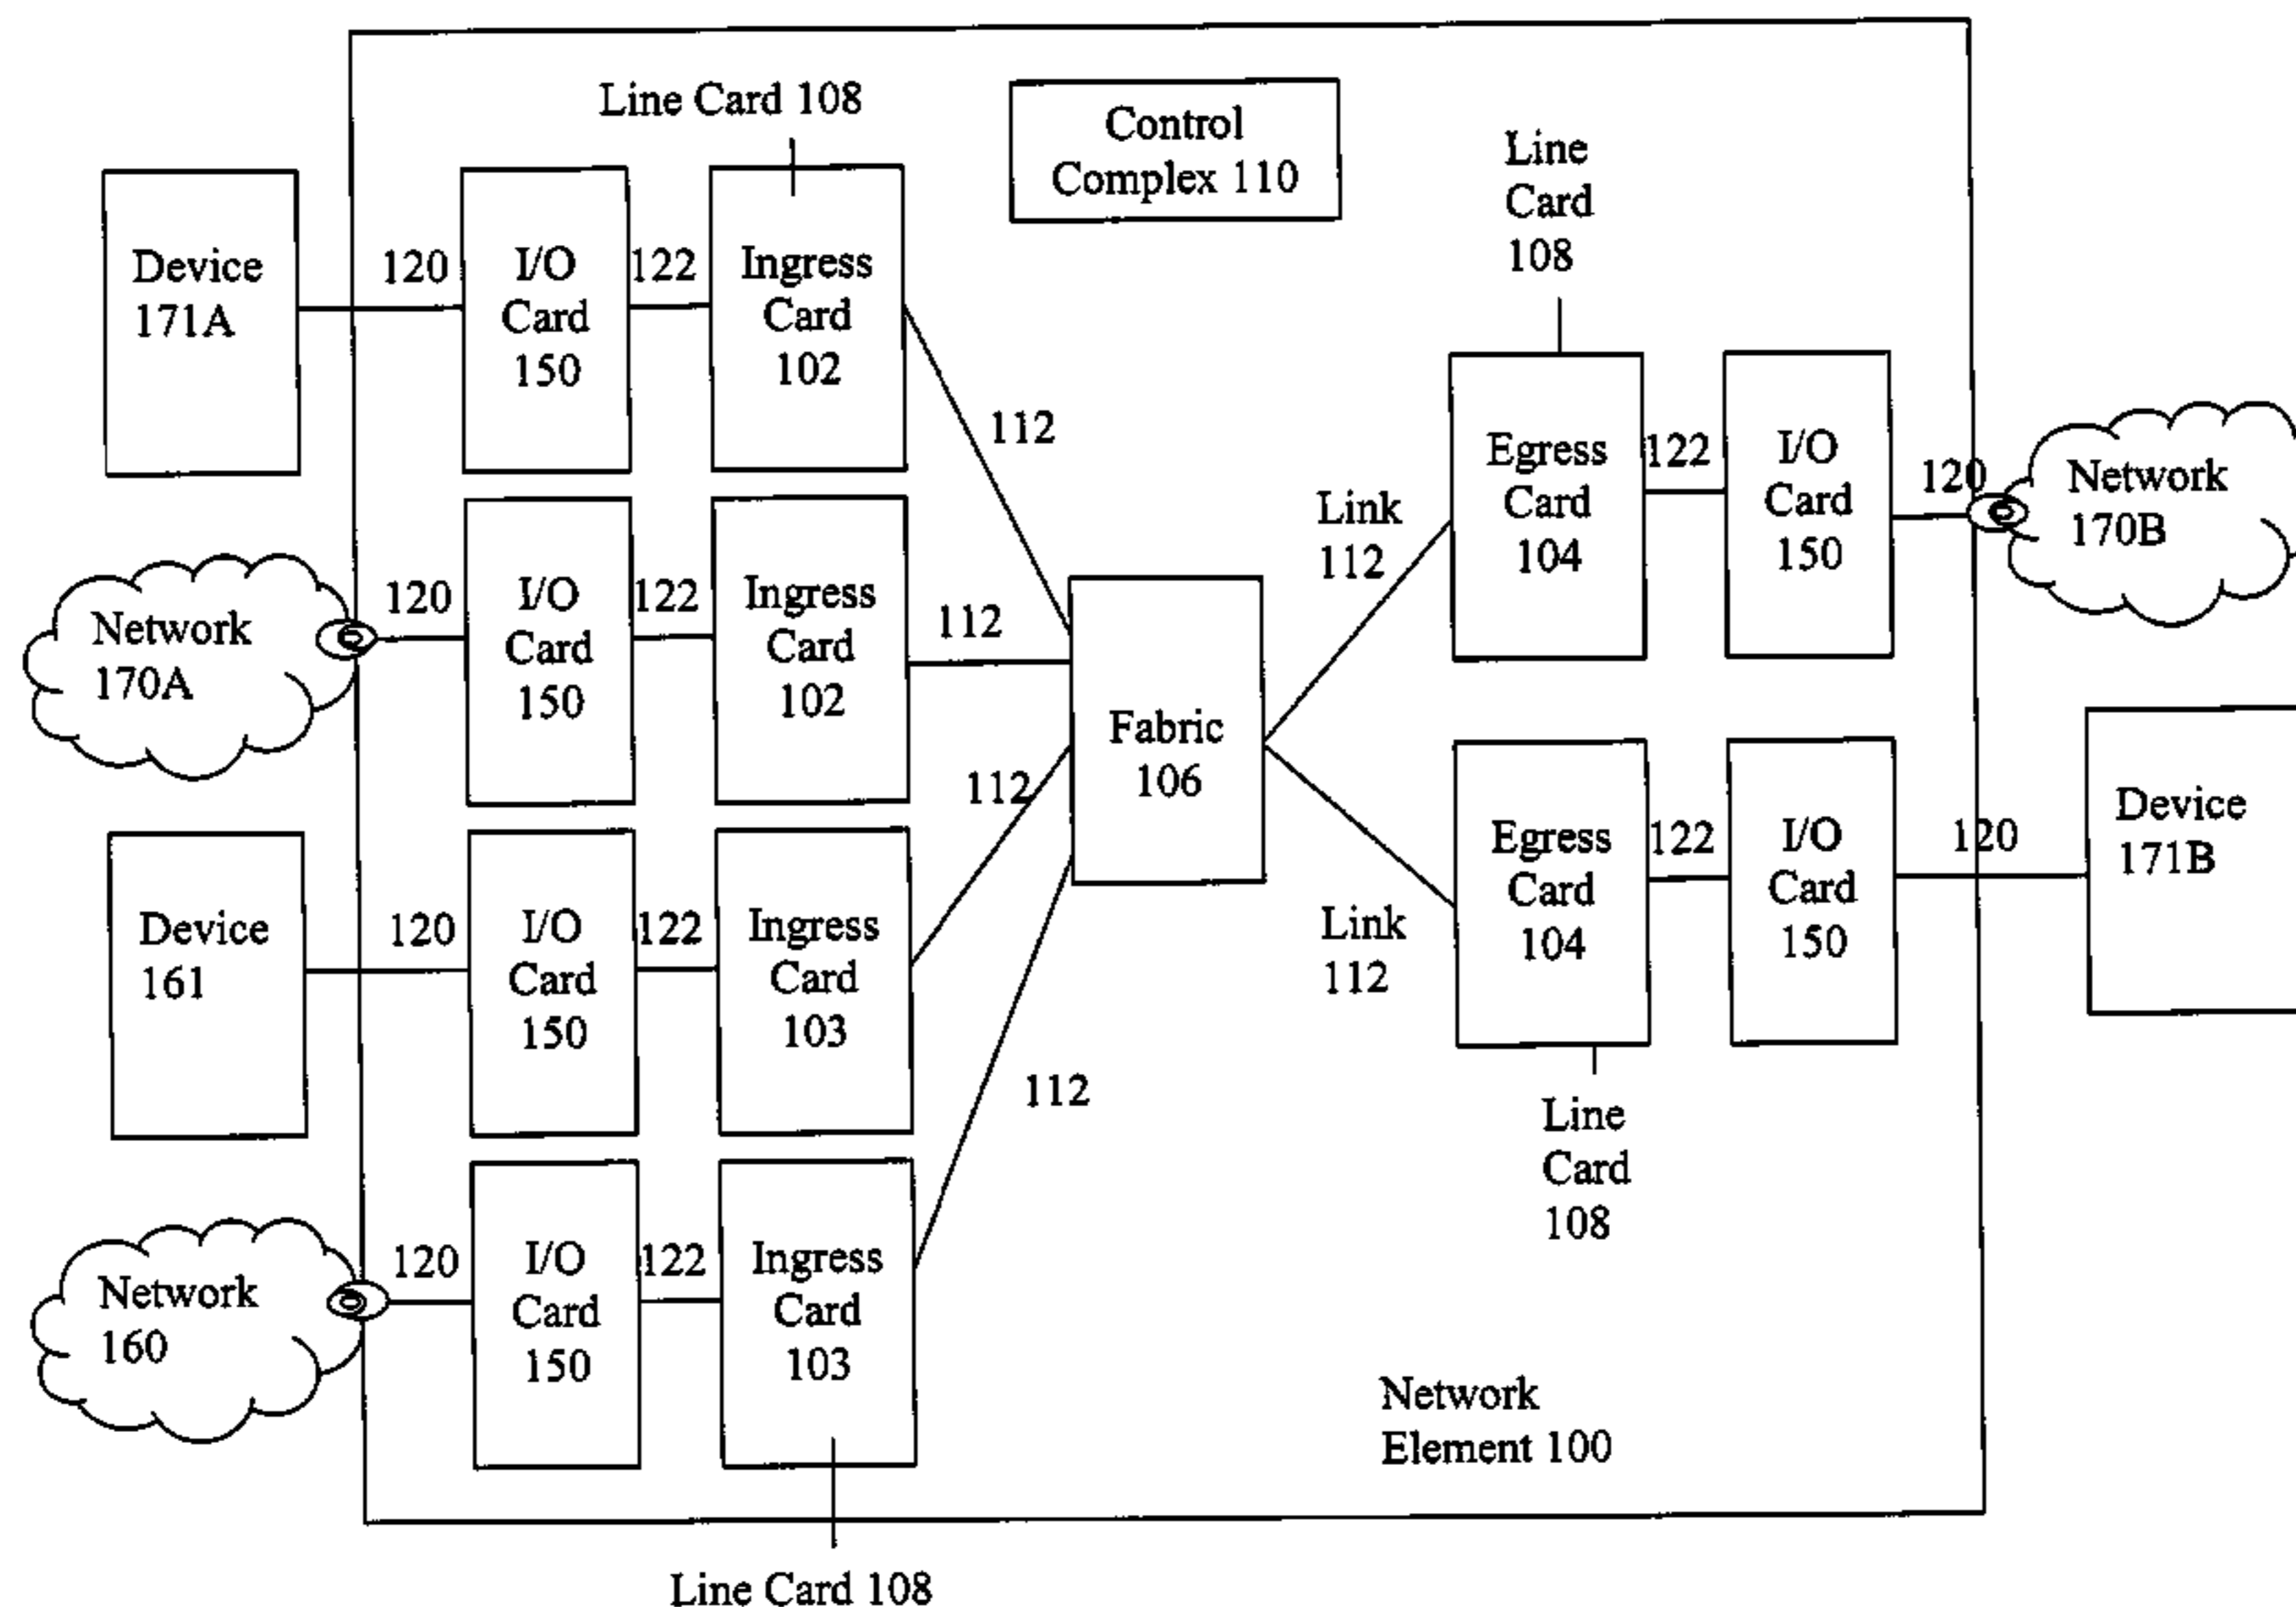 Line Card 108
Control
Complex 110
Line
Card
108
Device
171A
120
I/O
Card
150
122
Ingress
Card
102
112
Network
170A
120
I/O
Card
150
122
Ingress
Card
102
112
Device
161
120
I/O
Card
150
122
Ingress
Card
103
112
Network
160
120
I/O
Card
150
122
Ingress
Card
103
112
Line Card 108
Fabric
106
Link
112
Egress
Card
104
122
I/O
Card
150
120
Network
170B
Link
112
Egress
Card
104
122
I/O
Card
150
120
Device
171B
Line
Card
108
Network
Element 100